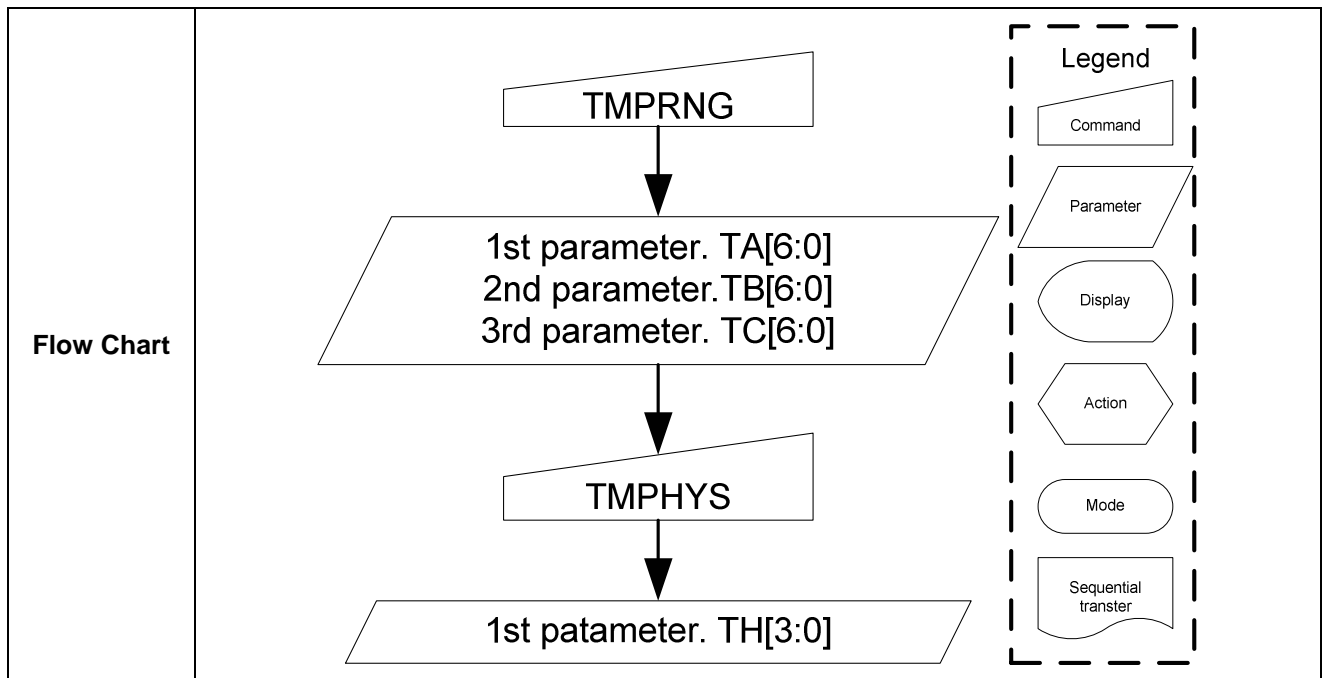 Flow Chart
TMPRNG
1st parameter. TA[6:0]
2nd parameter.TB[6:0]
3rd parameter. TC[6:0]
TMPHYS
1st patameter. TH[3:0]
Legend
Command
Parameter
Display
Action
Mode
Sequential
transter